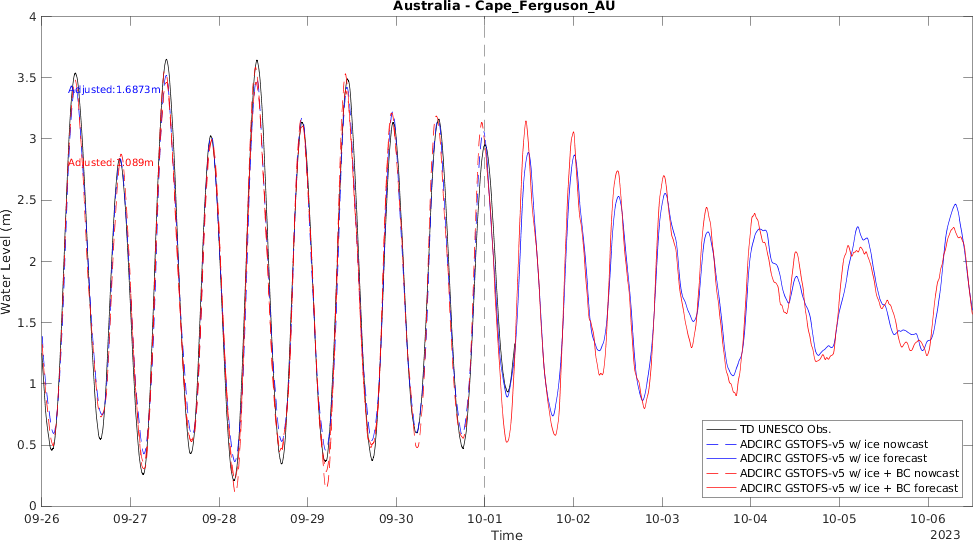 Australia - Cape_Ferguson_AU
4
3.5
Adjusted:1.6873m
3
2.5
2
1.5
1
0.5
0
Water Level (m)
TD UNESCO Obs.
ADCIRC GSTOFS-v5 w/ ice nowcast
ADCIRC GSTOFS-v5 w/ ice forecast
ADCIRC GSTOFS-v5 w/ ice + BC nowcast
ADCIRC GSTOFS-v5 w/ ice + BC forecast
09-26 09-27 09-28 09-29 09-30 10-01 10-02 10-03 10-04 10-05 10-06
Time 2023